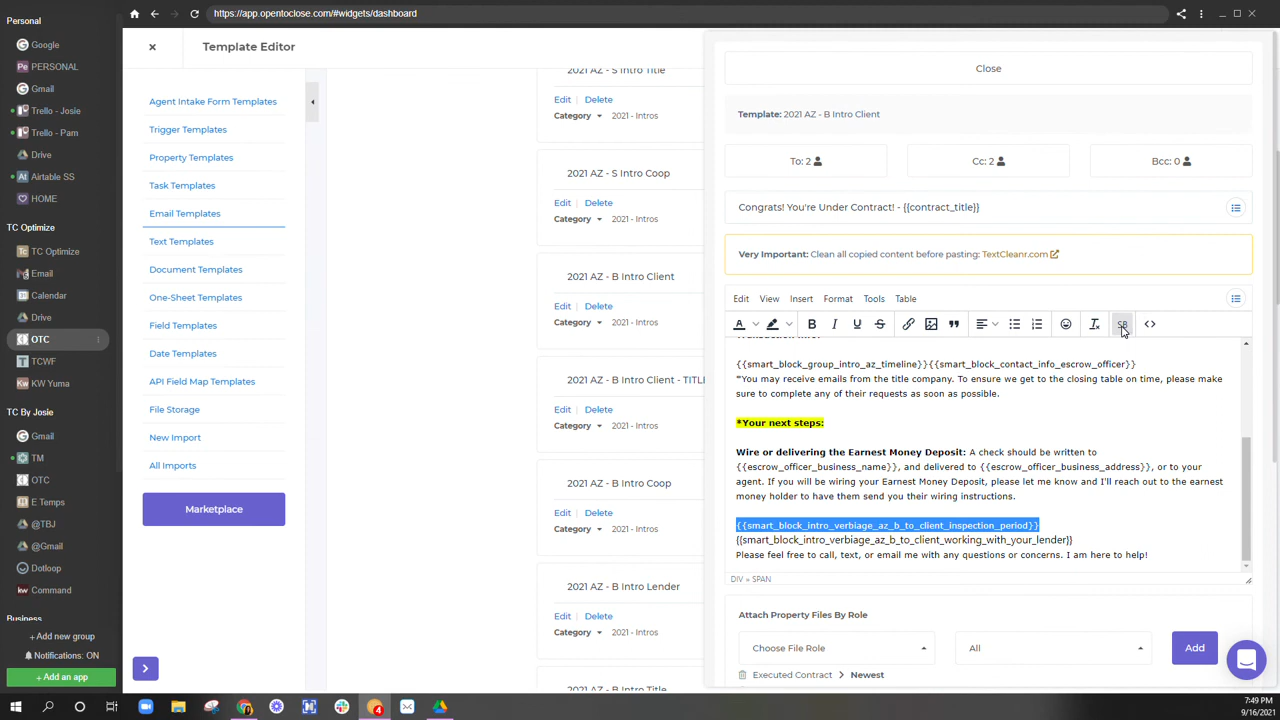 https://app.opentoclose.com/#widgets/dashboard
Personal
Google
Pe PERSONAL
Gmail
Trello - Josie
Trello - Pam
Drive
Airtable SS
HOME
TC Optimize
Tc TC Optimize
Email
Calendar
Drive
OTC
TCWF
KW Yuma
TC By Josie
Gmail
TM
OTC
E Temps
@TBJ
@Gmail
Dotloop
kw Command
Business
+ Add new group
Notifications: ON
+ Add an app
Template Editor
Agent Intake Form Templates
Trigger Templates
Property Templates
Task Templates
Email Templates
Text Templates
Document Templates
One-Sheet Templates
Field Templates
Date Templates
API Field Map Templates
File Storage
New Import
All Imports
Marketplace
2021 AZ - S Intro Title
Edit | Delete
Category 2021 - Intros
2021 AZ - S Intro Coop
Edit | Delete
Category 2021 - Intros
2021 AZ - B Intro Client
Edit | Delete
Category 2021 - Intros
2021 AZ - B Intro Client - TITL
Edit | Delete
Category 2021 - Intros
2021 AZ - B Intro Coop
Edit | Delete
Category 2021 - Intros
2021 AZ - B Intro Lender
Edit | Delete
Category 2021 - Intros
2021 AZ - B Intro Title
Close
Template: 2021 AZ - B Intro Client
To: 2 Cc: 2 Bcc: 0
Congrats! You're Under Contract! - {{contract_title}}
Very Important: Clean all copied content before pasting: TextCleanr.com
Edit View Insert Format Tools Table
A B I U S SB
{{smart_block_group_intro_az_timeline}}{{smart_block_contact_info_escrow_officer}}
*You may receive emails from the title company. To ensure we get to the closing table on time, please make
sure to complete any of their requests as soon as possible.
*Your next steps:
Wire or delivering the Earnest Money Deposit: A check should be written to
{{escrow_officer_business_name}}, and delivered to {{escrow_officer_business_address}}, or to your
agent. If you will be wiring your Earnest Money Deposit, please let me know and I'll reach out to the earnest
money holder to have them send you their wiring instructions.
{{smart_block_intro_verbiage_az_b_to_client_inspection_period}}
{{smart_block_intro_verbiage_az_b_to_client_working_with_your_lender}}
Please feel free to call, text, or email me with any questions or concerns. I am here to help!
DIV » SPAN
Attach Property Files By Role
Choose File Role All Add
Executed Contract > Newest
4
7:49 PM
9/16/2021